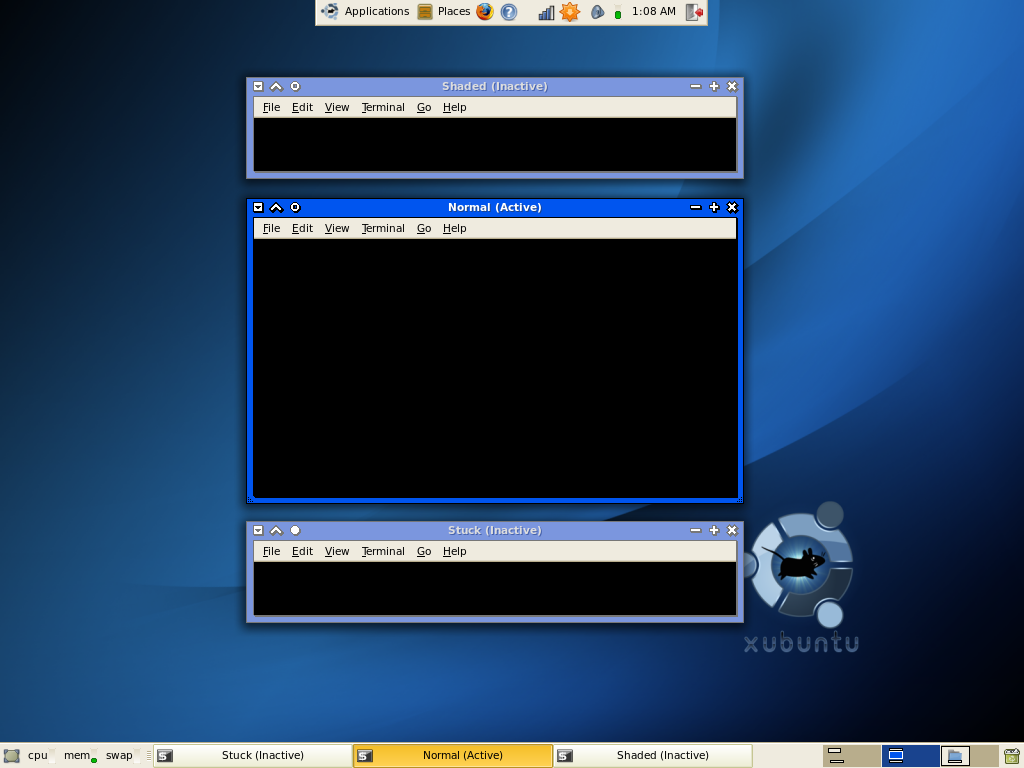 Applications Places 1:08 AM
Shaded (Inactive)
File Edit View Terminal Go Help
Normal (Active)
File Edit View Terminal Go Help
Stuck (Inactive)
File Edit View Terminal Go Help
xubuntu
cpu mem swap Stuck (Inactive) Normal (Active) Shaded (Inactive)